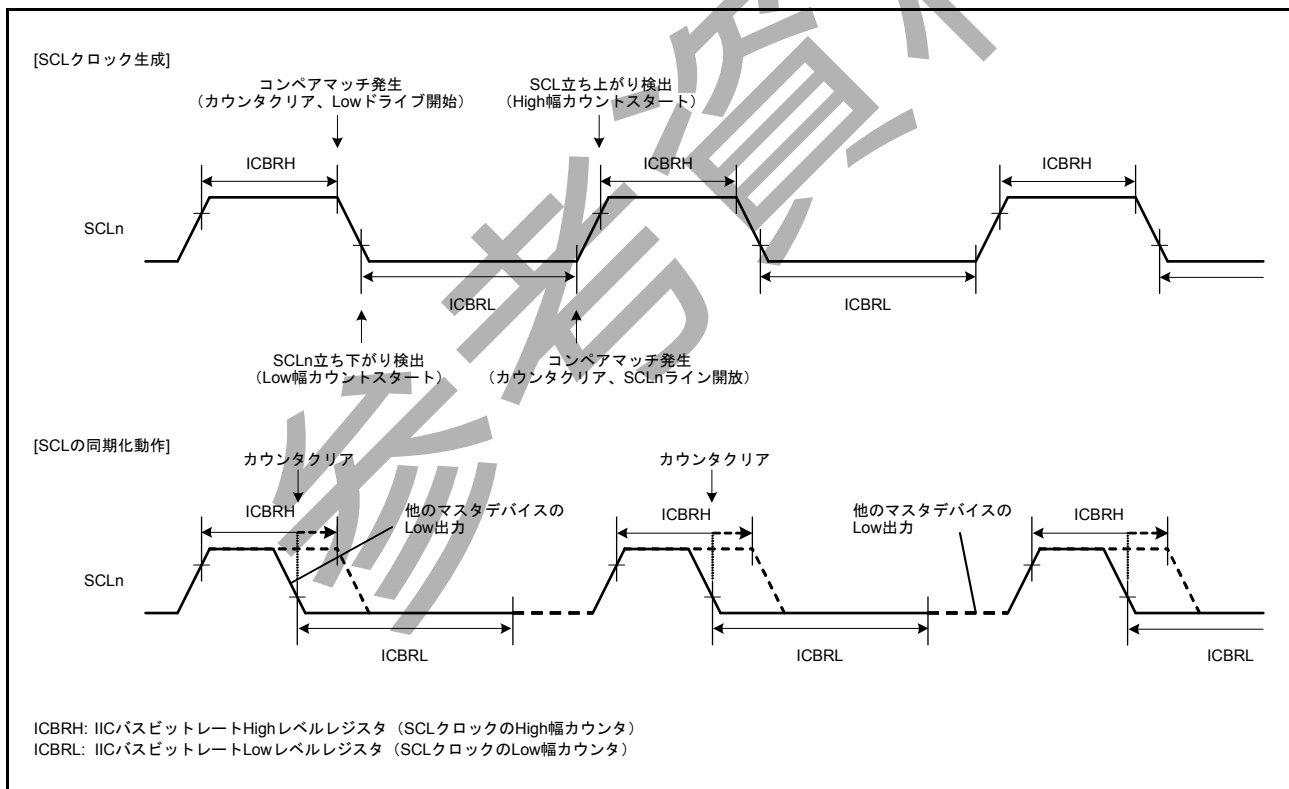 [SCLクロック生成]
コンペアマッチ発生
（カウンタクリア、Lowドライブ開始）
SCL立ち上がり検出
（High幅カウントスタート）
ICBRH
ICBRH
ICBRH
SCLn
ICBRL
ICBRL
SCLn立ち下がり検出
（Low幅カウントスタート）
コンペアマッチ発生
（カウンタクリア、SCLnライン開放）
[SCLの同期化動作]
カウンタクリア
カウンタクリア
ICBRH
他のマスタデバイスの
Low出力
ICBRH
他のマスタデバイスの
Low出力
ICBRH
SCLn
ICBRL
ICBRL
ICBRL
ICBRH: IICバスビットレートHighレベルレジスタ（SCLクロックのHigh幅カウンタ）
ICBRL: IICバスビットレートLowレベルレジスタ（SCLクロックのLow幅カウンタ）
参考資